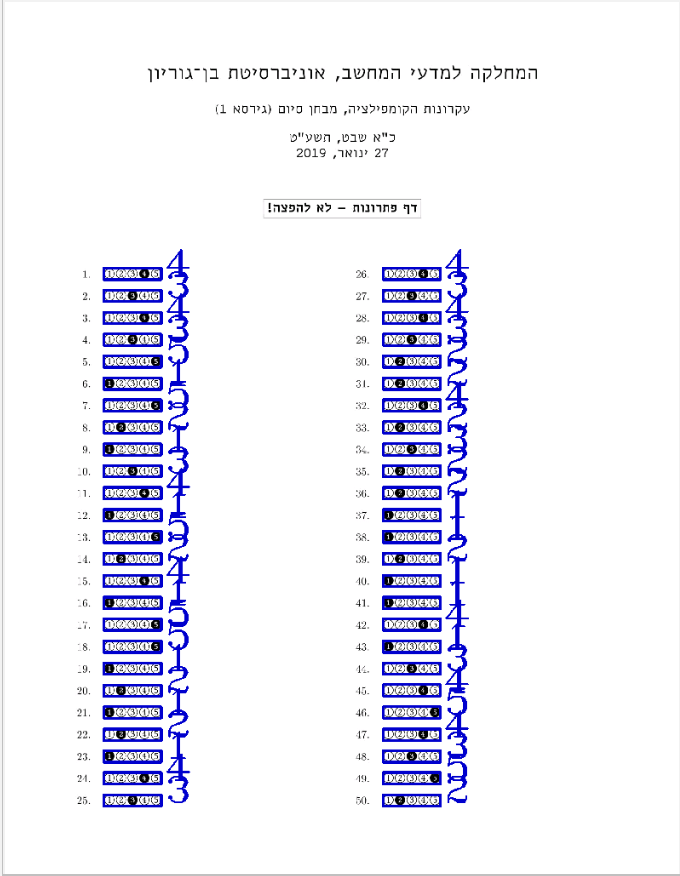 המחלקה למדעי המחשב, אוניברסיטת בן־גוריון
עקרונות הקומפילציה, מבחן סיום (גירסא 1)
כ"א שבט, תשע"ט
27 ינואר, 2019
דף פתרונות – לא להפצה!
1. ①②③❹⑤ 4
2. ①②❸④⑤ 3
3. ①②③❹⑤ 4
4. ①②❸④⑤ 3
5. ①②③④❺ 5
6. ❶②③④⑤ 1
7. ①②③④❺ 5
8. ①❷③④⑤ 2
9. ❶②③④⑤ 1
10. ①②❸④⑤ 3
11. ①②③❹⑤ 4
12. ❶②③④⑤ 1
13. ①②③④❺ 5
14. ①❷③④⑤ 2
15. ①②③❹⑤ 4
16. ❶②③④⑤ 1
17. ①②③④❺ 5
18. ①②③④❺ 5
19. ❶②③④⑤ 1
20. ①❷③④⑤ 2
21. ❶②③④⑤ 1
22. ①❷③④⑤ 2
23. ❶②③④⑤ 1
24. ①②③❹⑤ 4
25. ①②❸④⑤ 3
26. ①②③❹⑤ 4
27. ①②❸④⑤ 3
28. ①②③❹⑤ 4
29. ①②❸④⑤ 3
30. ①❷③④⑤ 2
31. ①❷③④⑤ 2
32. ①②③❹⑤ 4
33. ①❷③④⑤ 2
34. ①②❸④⑤ 3
35. ①❷③④⑤ 2
36. ①❷③④⑤ 2
37. ❶②③④⑤ 1
38. ❶②③④⑤ 1
39. ①❷③④⑤ 2
40. ❶②③④⑤ 1
41. ❶②③④⑤ 1
42. ①②③❹⑤ 4
43. ❶②③④⑤ 1
44. ①②❸④⑤ 3
45. ①②③❹⑤ 4
46. ①②③④❺ 5
47. ①②③❹⑤ 4
48. ①②❸④⑤ 3
49. ①②③④❺ 5
50. ①❷③④⑤ 2